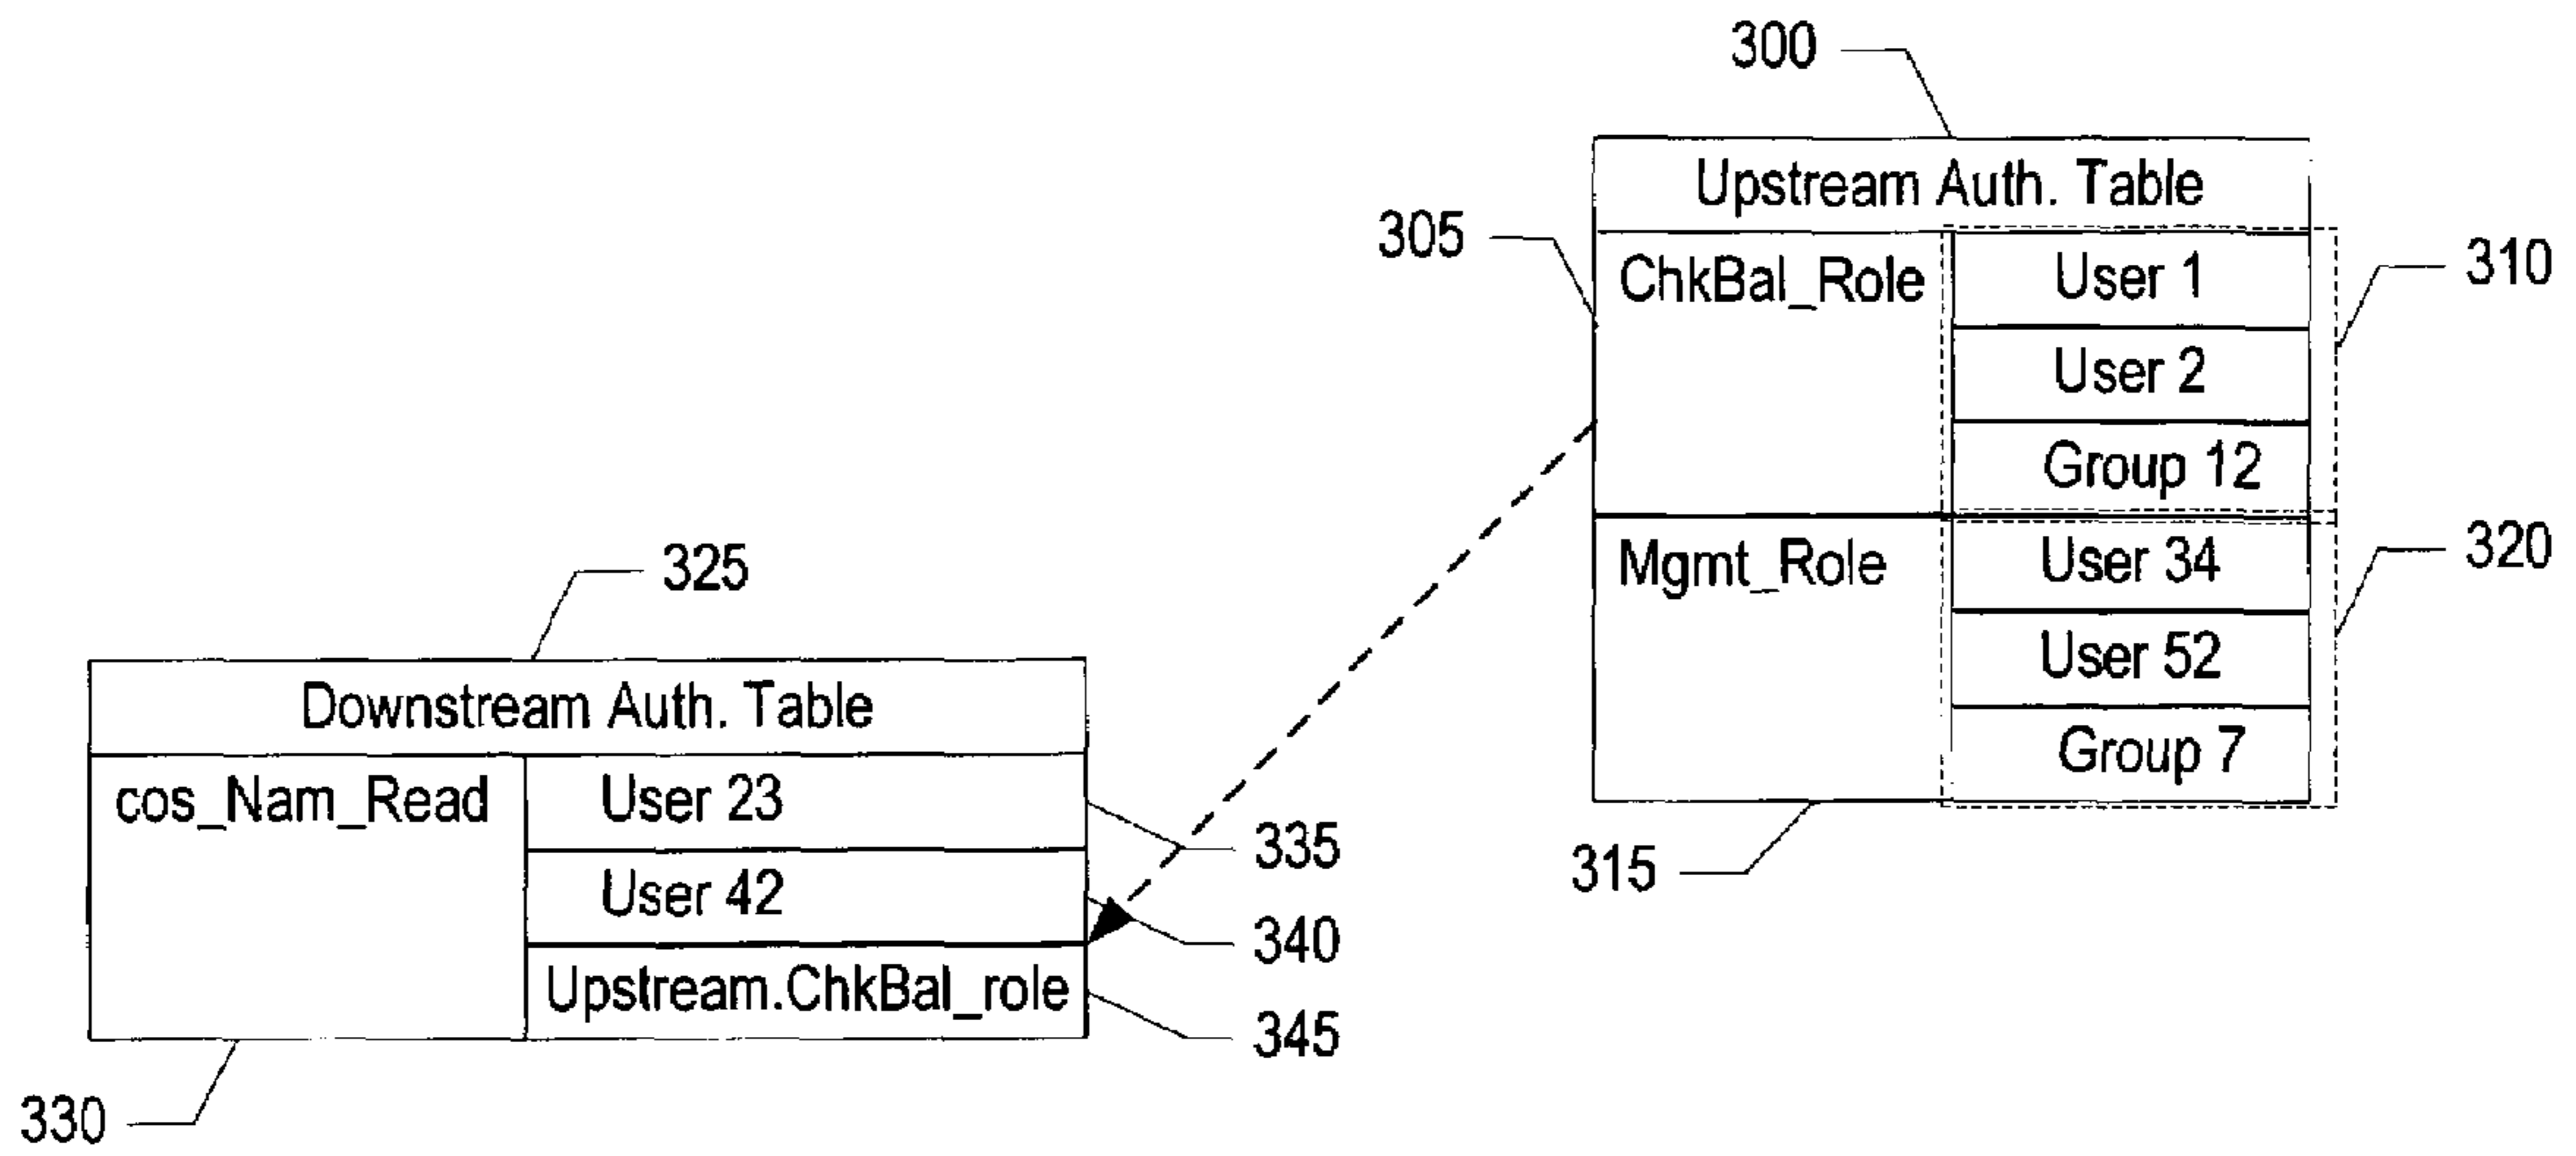 300
Upstream Auth. Table
305
ChkBal_Role
User 1
310
User 2
Group 12
Mgmt_Role
User 34
320
User 52
Group 7
315
325
Downstream Auth. Table
cos_Nam_Read
User 23
335
User 42
340
Upstream.ChkBal_role
345
330